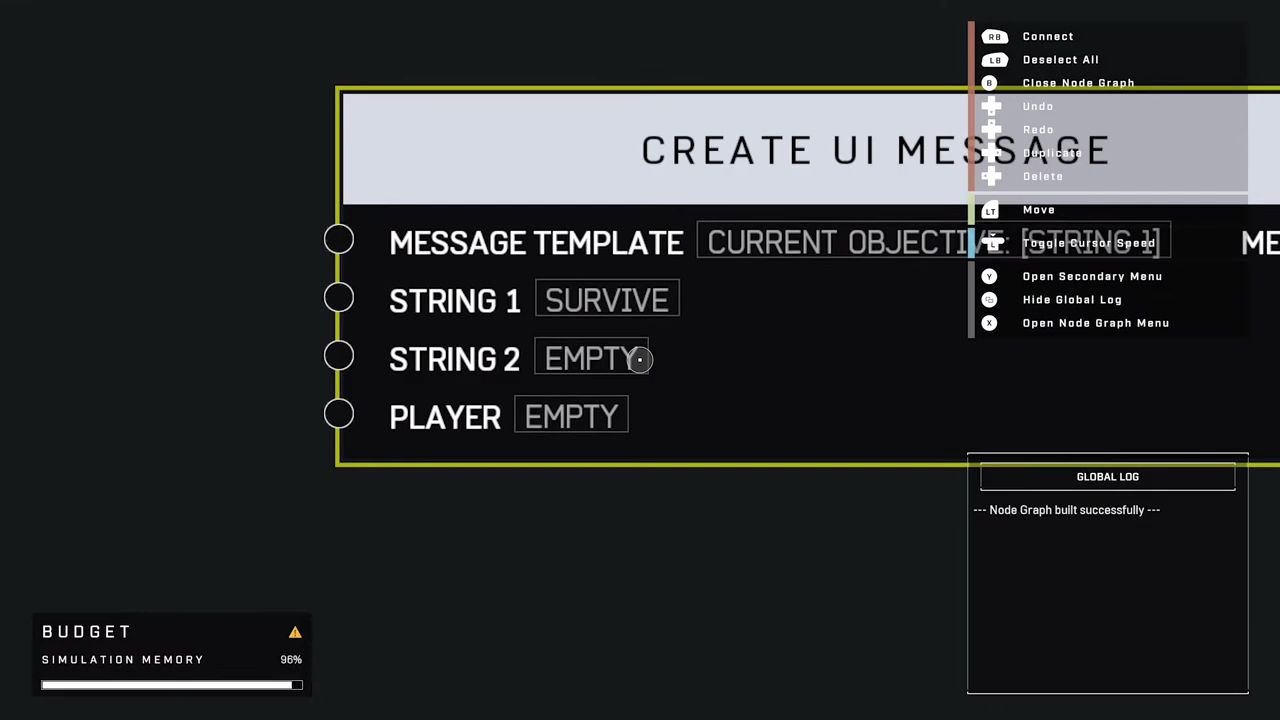 CREATE UI MESSAGE
MESSAGE TEMPLATE CURRENT OBJECTIVE: [STRING 1] ME
STRING 1 SURVIVE
STRING 2 EMPTY
PLAYER EMPTY
RB Connect
LB Deselect All
B Close Node Graph
Undo
Redo
Duplicate
Delete
LT Move
L Toggle Cursor Speed
Y Open Secondary Menu
Hide Global Log
X Open Node Graph Menu
GLOBAL LOG
--- Node Graph built successfully ---
BUDGET
SIMULATION MEMORY 96%